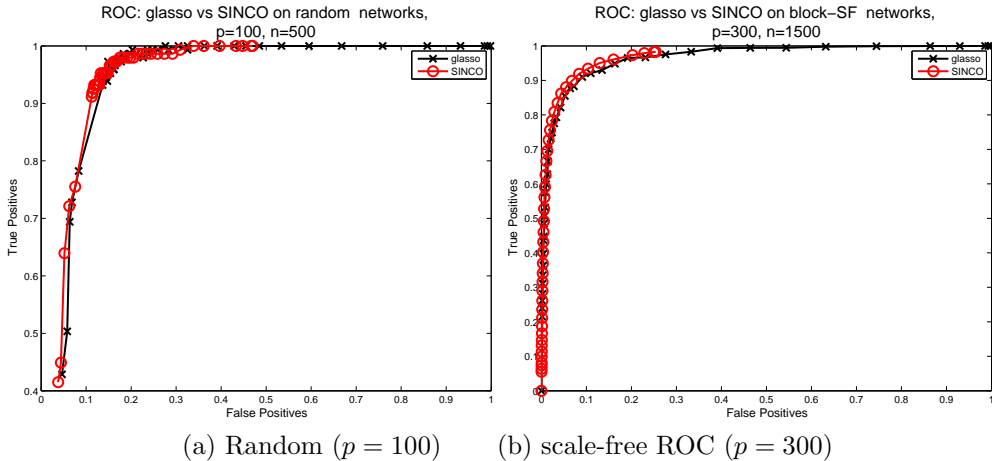 ROC: glasso vs SINCO on random networks,
p=100, n=500
1
0.9
0.8
0.7
0.6
0.5
0.4
True Positives
0 0.1 0.2 0.3 0.4 0.5 0.6 0.7 0.8 0.9 1
False Positives
glasso
SINCO
(a) Random (p = 100)
ROC: glasso vs SINCO on block−SF networks,
p=300, n=1500
1
0.9
0.8
0.7
0.6
0.5
0.4
0.3
0.2
0.1
0
True Positives
0 0.1 0.2 0.3 0.4 0.5 0.6 0.7 0.8 0.9 1
False Positives
glasso
SINCO
(b) scale-free ROC (p = 300)